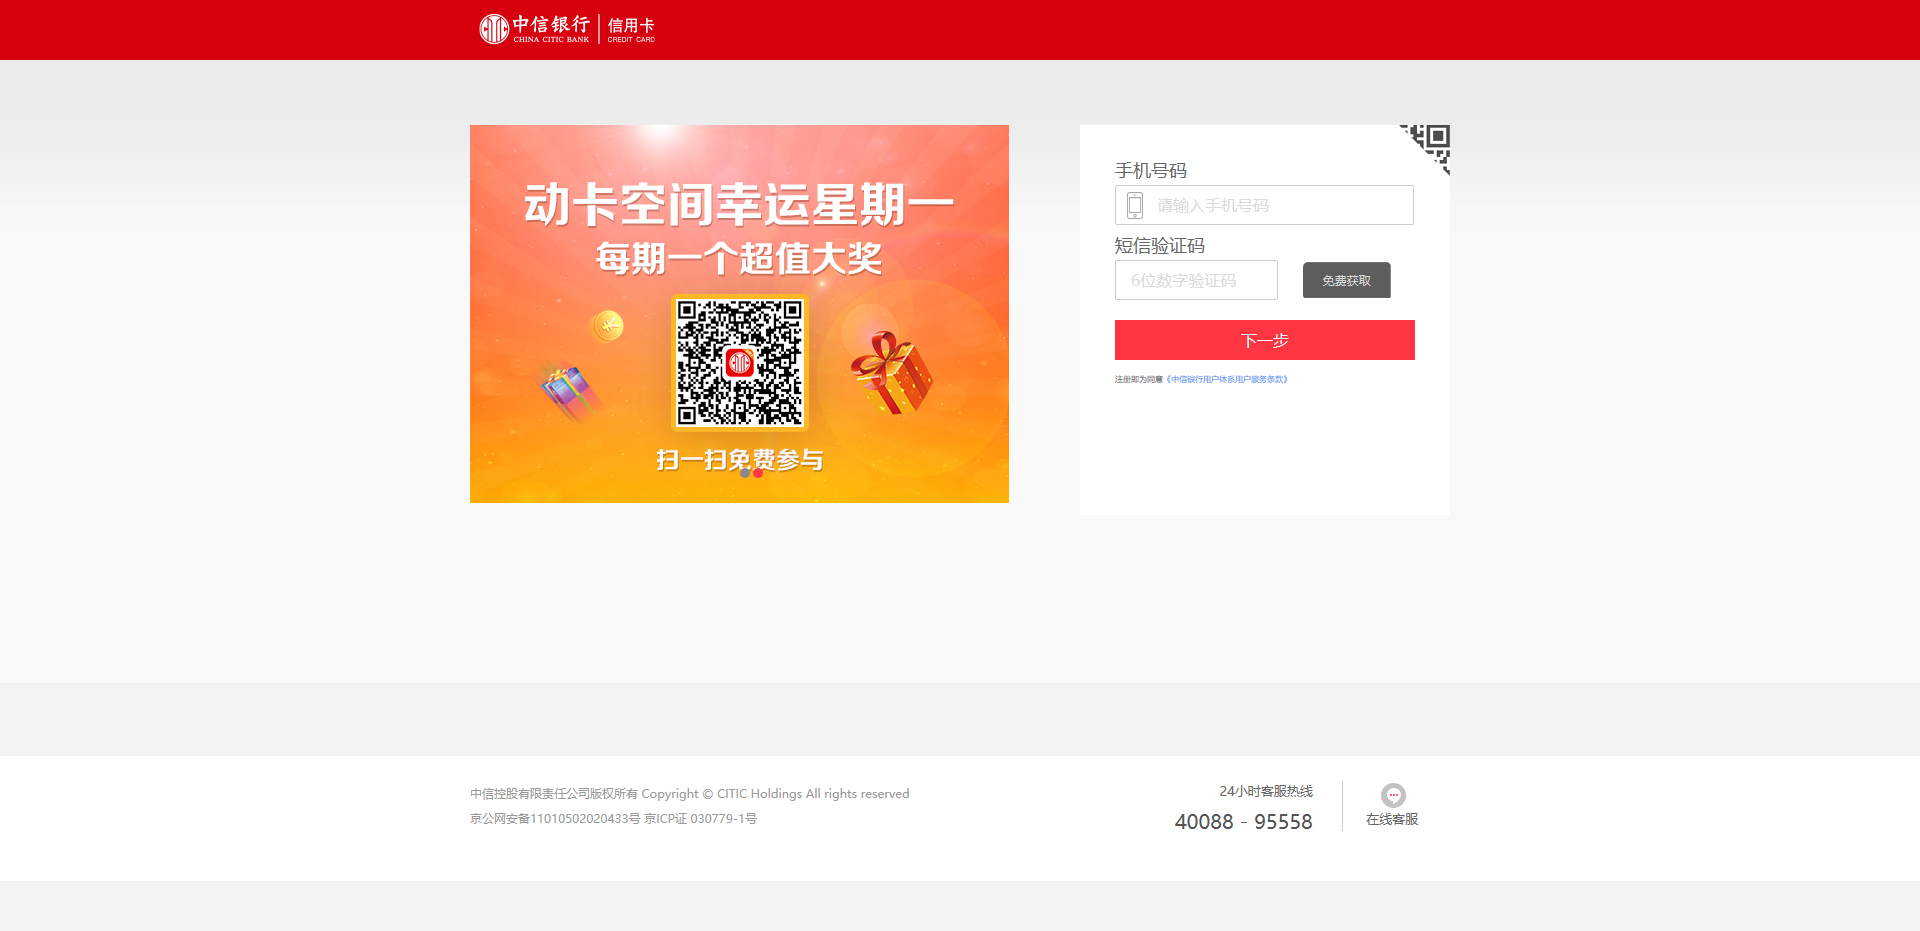 中信银行 信用卡
CHINA CITIC BANK CREDIT CARD
动卡空间幸运星期一
每期一个超值大奖
扫一扫免费参与
手机号码
请输入手机号码
短信验证码
6位数字验证码 免费获取
下一步
注册即为同意《中信银行用户体系用户服务条款》
中信控股有限责任公司版权所有 Copyright © CITIC Holdings All rights reserved
京公网安备11010502020433号 京ICP证 030779-1号
24小时客服热线
40088 - 95558
在线客服